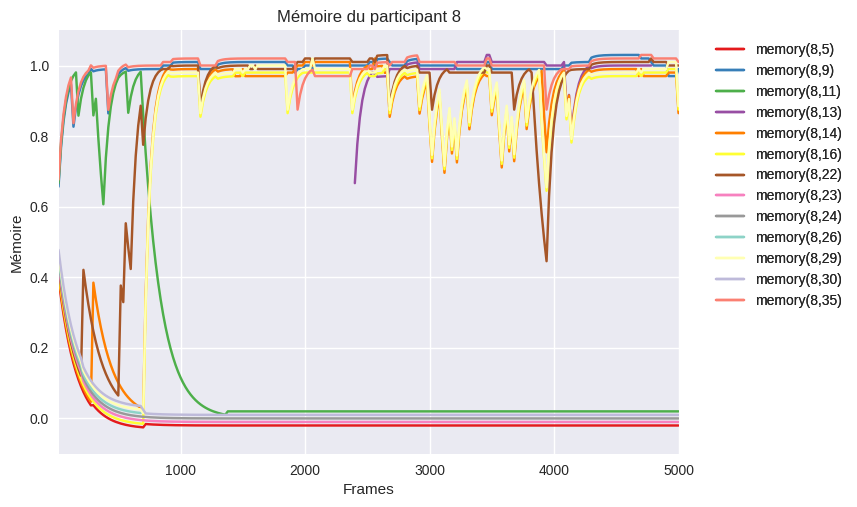 Mémoire du participant 8
Mémoire
1.0
0.8
0.6
0.4
0.2
0.0
1000
2000
3000
4000
5000
Frames
memory(8,5)
memory(8,9)
memory(8,11)
memory(8,13)
memory(8,14)
memory(8,16)
memory(8,22)
memory(8,23)
memory(8,24)
memory(8,26)
memory(8,29)
memory(8,30)
memory(8,35)